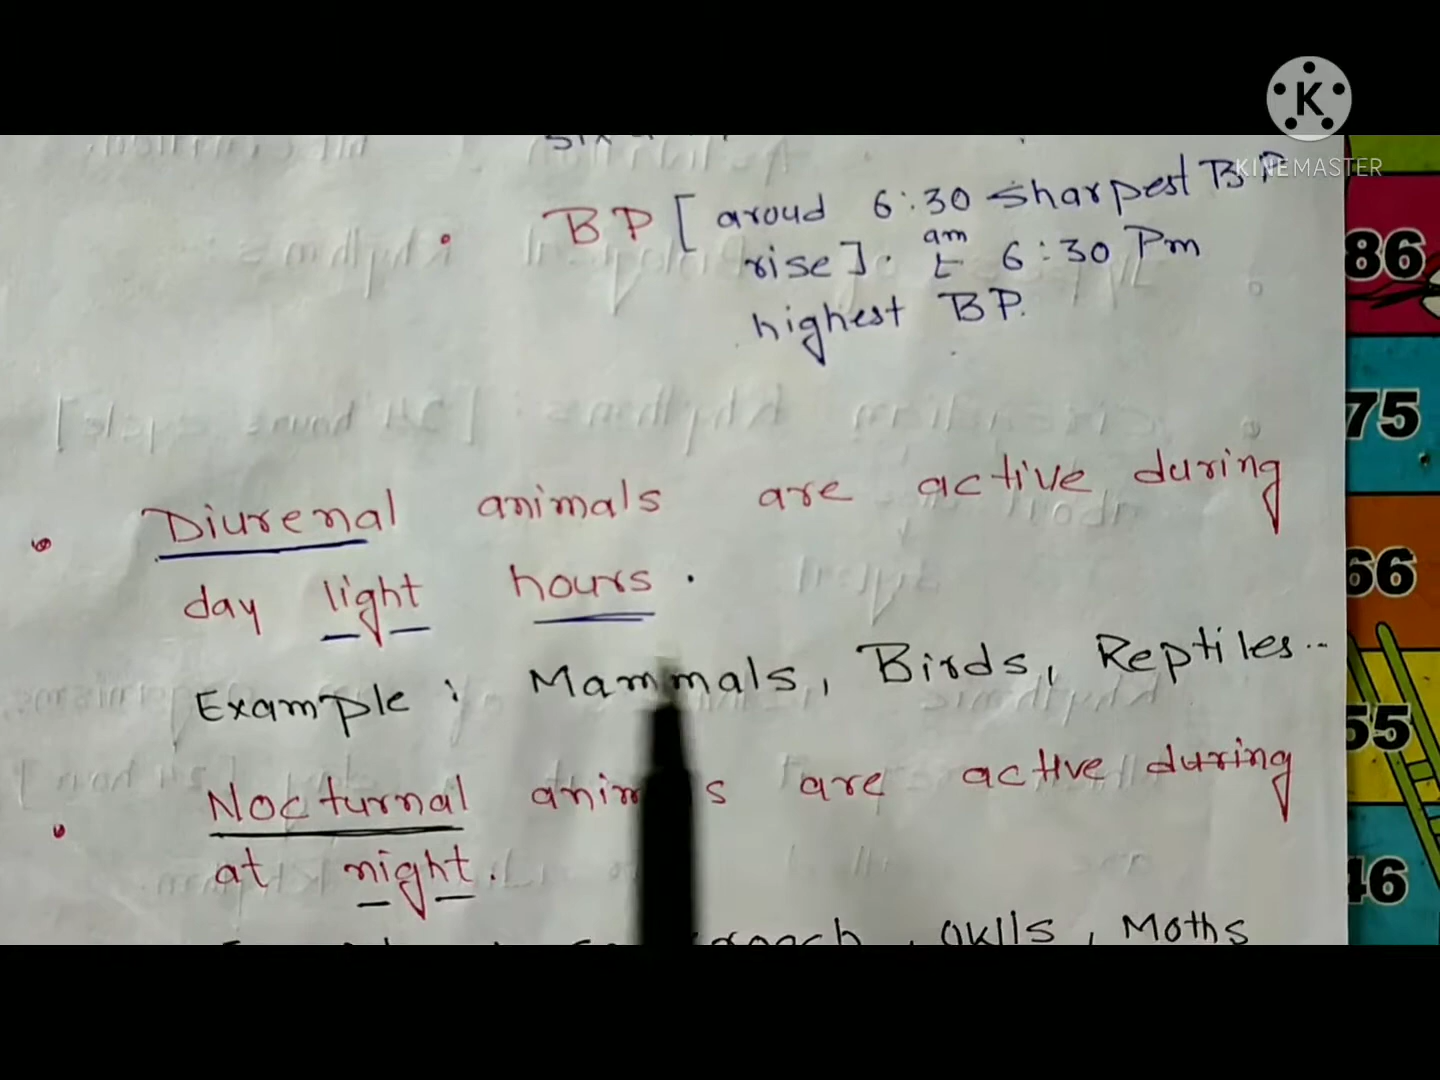 KINEMASTER
BP [ aroud 6:30 sharpest BP
rise]. am 6:30 Pm
highest BP.
Diurenal animals are active during
day light hours.
Example : Mammals, Birds, Reptiles...
Nocturnal are active during
at night.
, Moths
86
75
66
55
46